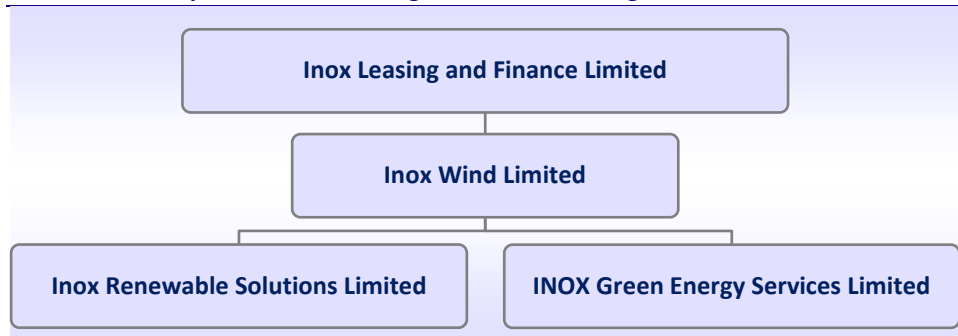 Inox Leasing and Finance Limited
Inox Wind Limited
Inox Renewable Solutions Limited
INOX Green Energy Services Limited